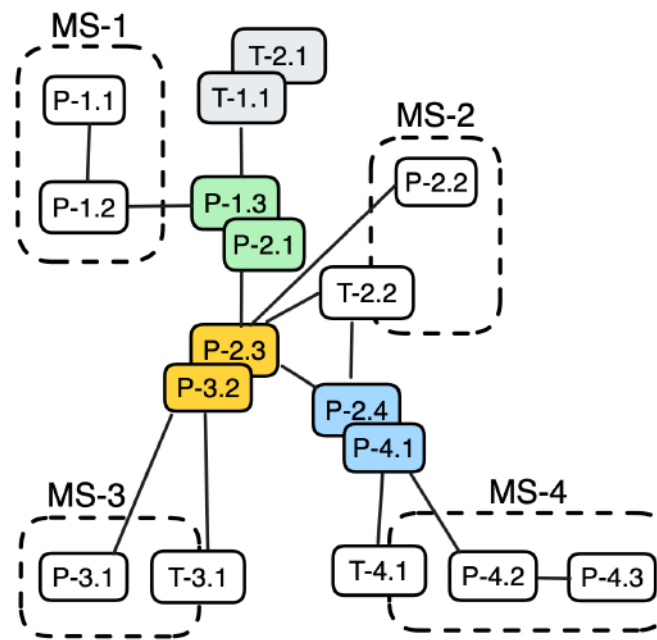 MS-1
T-2.1
P-1.1
T-1.1
MS-2
P-2.2
P-1.2
P-1.3
P-2.1
T-2.2
P-2.3
P-3.2
P-2.4
P-4.1
MS-3
MS-4
P-3.1
T-3.1
T-4.1
P-4.2
P-4.3